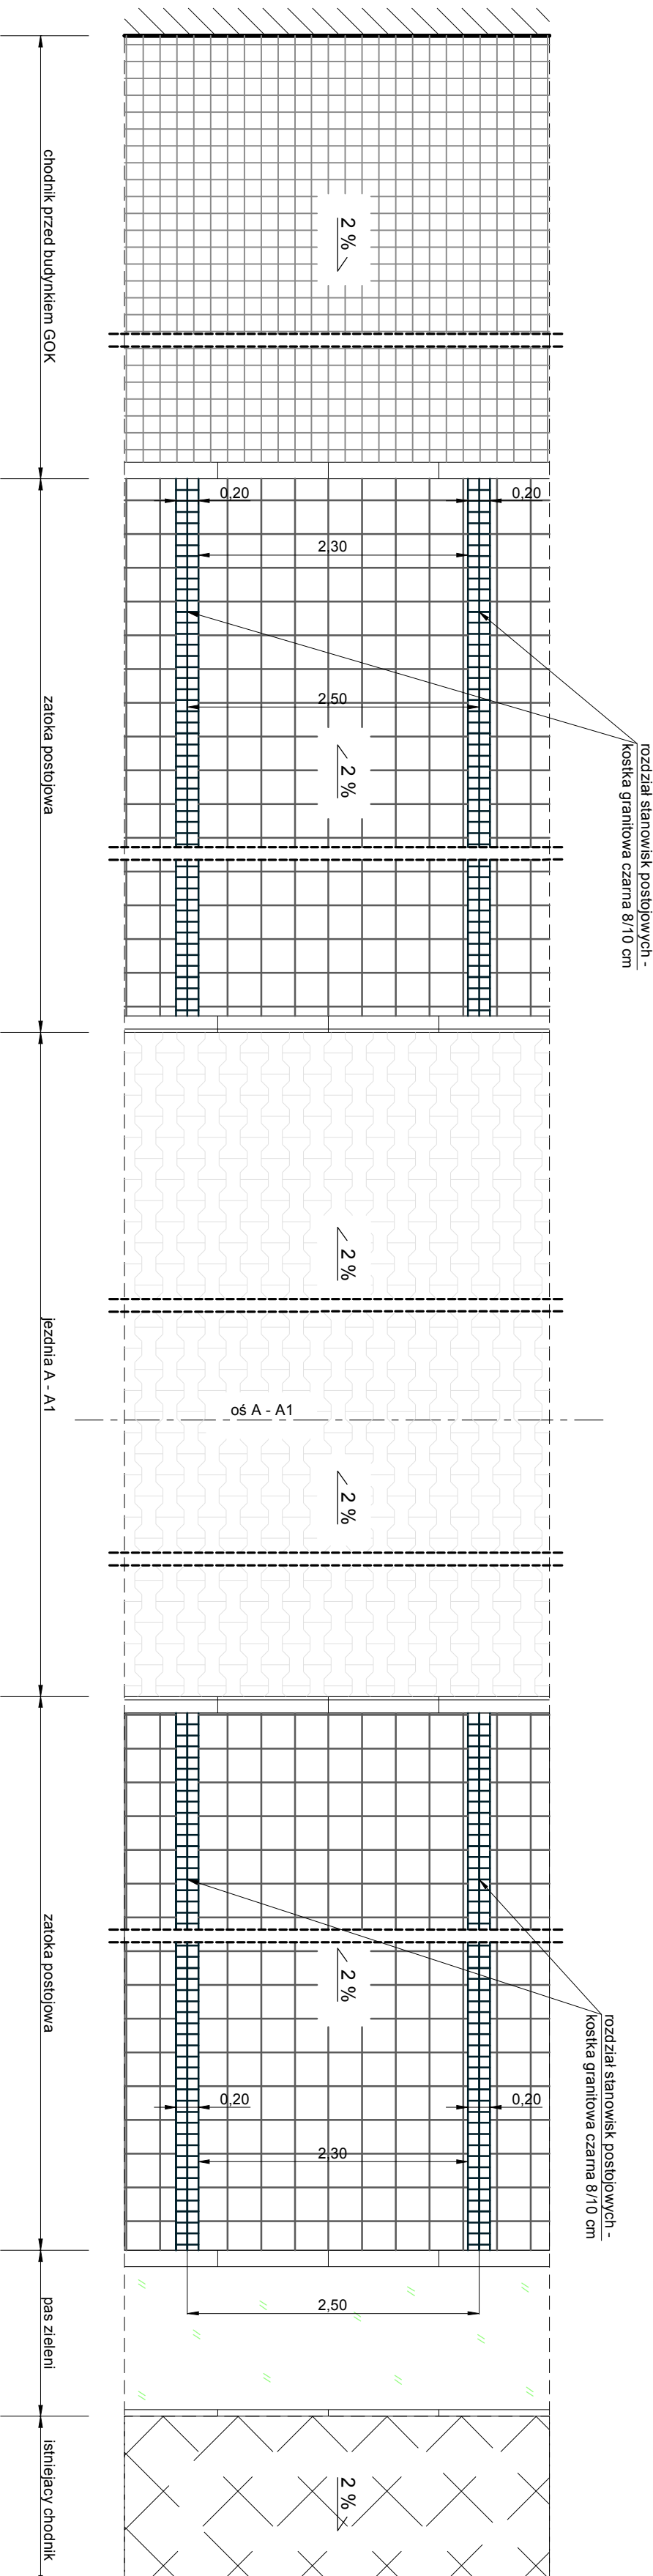 chodnik przed budynkiem GOK
2 %
0,20
0,20
2,30
2,50
rozdział stanowisk postojowych -
kostka granitowa czarna 8/10 cm
zatoka postojowa
2 %
2 %
jezdnia A - A1
oś A - A1
2 %
zatoka postojowa
2 %
rozdział stanowisk postojowych -
kostka granitowa czarna 8/10 cm
0,20
0,20
2,30
2,50
pas zieleni
istniejacy chodnik
2 %